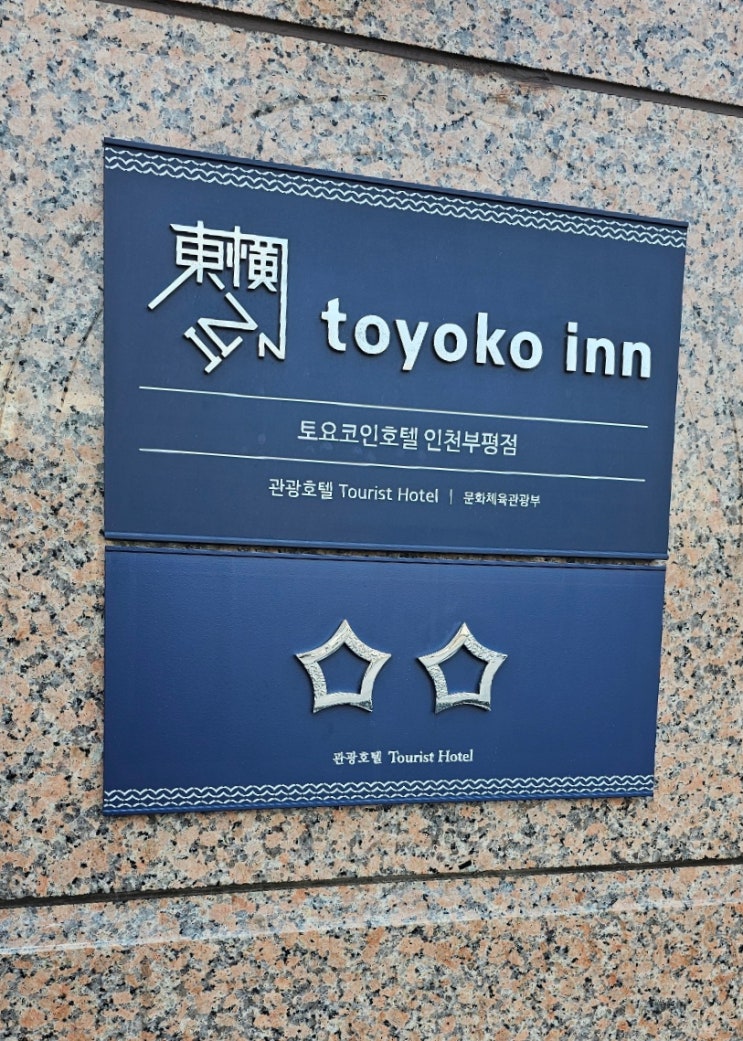 東横
INN
toyoko inn
토요코인호텔 인천부평점
관광호텔 Tourist Hotel | 문화체육관광부
관광호텔 Tourist Hotel